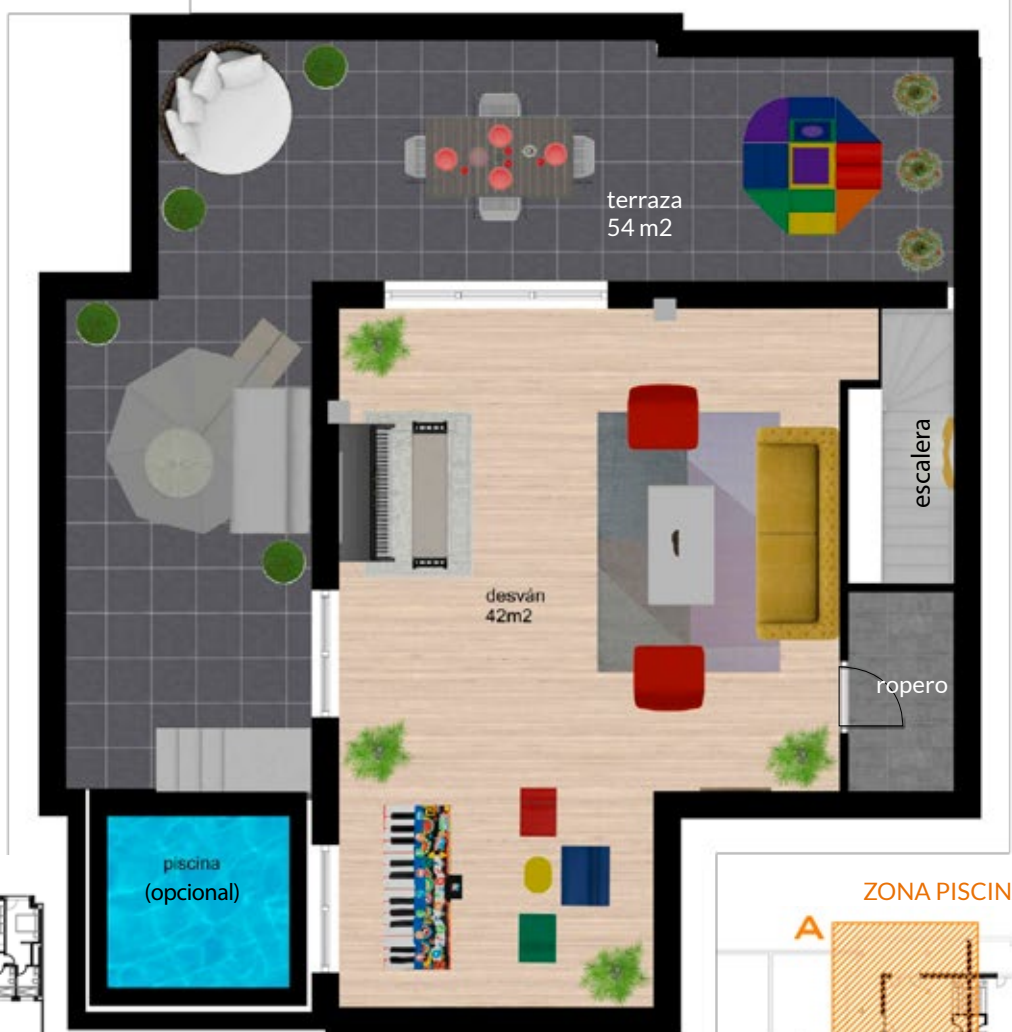 terraza
54 m2
escalera
desván
42m2
ropero
piscina
(opcional)
ZONA PISCIN
A